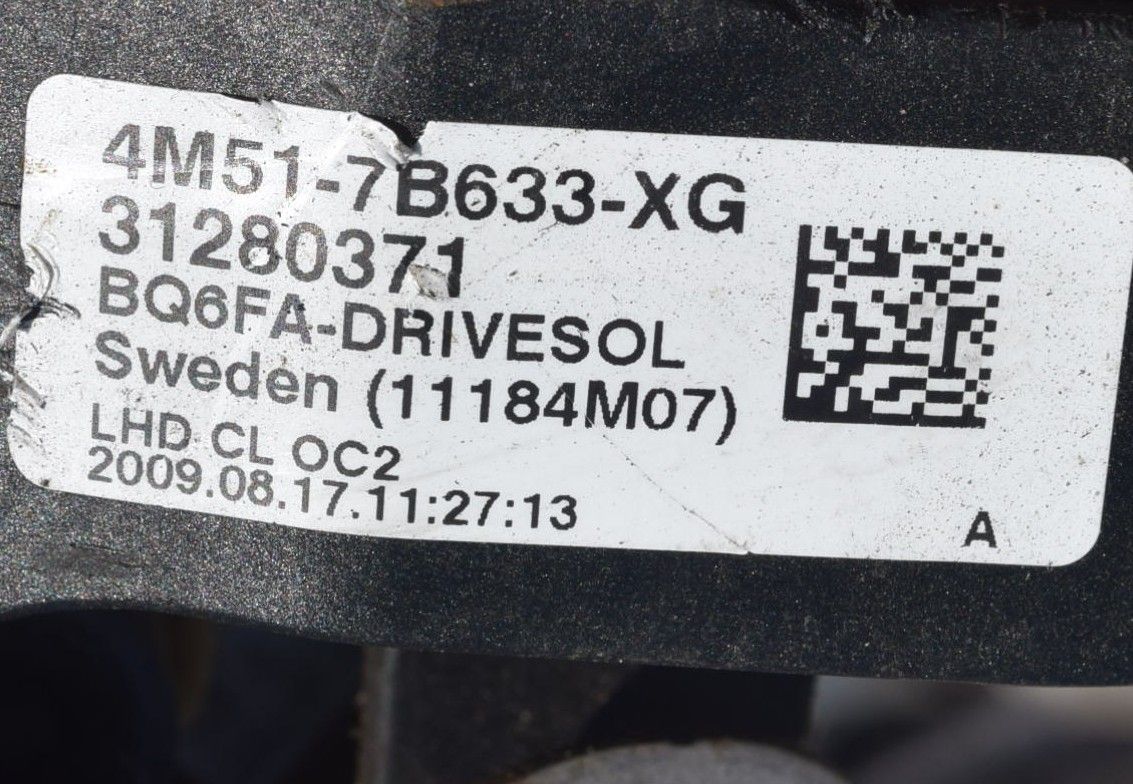 4M51-7B633-XG
31280371
BQ6FA-DRIVESOL
Sweden (11184M07)
LHD CL OC2
2009.08.17.11:27:13
A